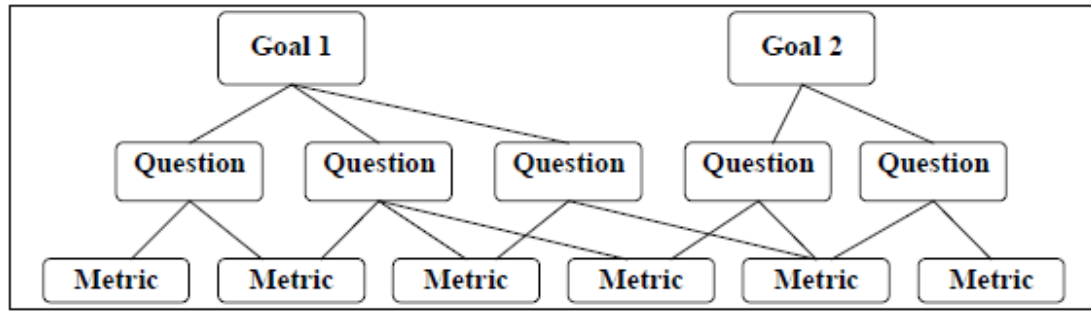 Goal 1 Goal 2
Question Question Question Question Question
Metric Metric Metric Metric Metric Metric